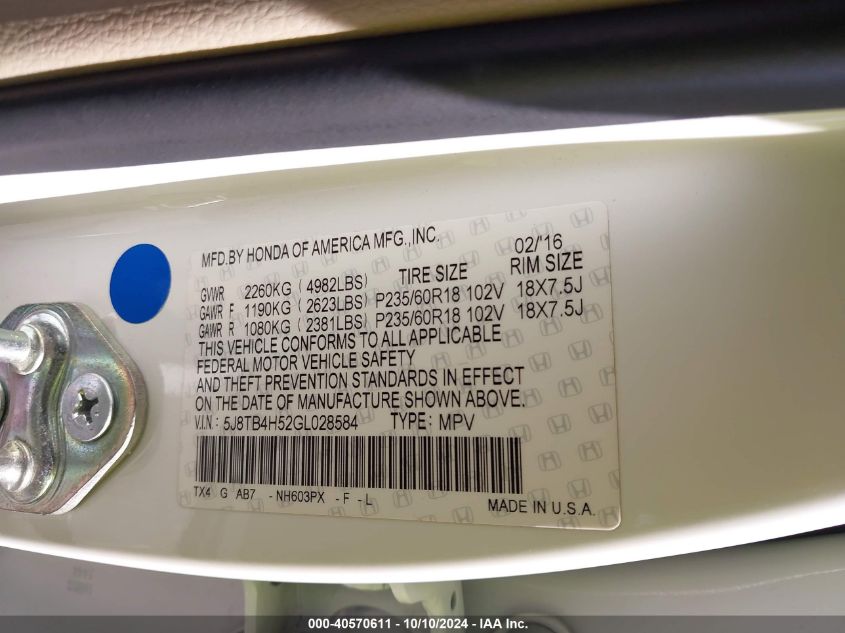 MFD.BY HONDA OF AMERICA MFG.,INC. 02/'16
GVWR 2260KG (4982LBS) TIRE SIZE RIM SIZE
GAWR F 1190KG (2623LBS) P235/60R18 102V 18X7.5J
GAWR R 1080KG (2381LBS) P235/60R18 102V 18X7.5J
THIS VEHICLE CONFORMS TO ALL APPLICABLE
FEDERAL MOTOR VEHICLE SAFETY
AND THEFT PREVENTION STANDARDS IN EFFECT
ON THE DATE OF MANUFACTURE SHOWN ABOVE.
V.I.N: 5J8TB4H52GL028584 TYPE: MPV
TX4 G AB7 - NH603PX - F - L
MADE IN U.S.A.
000-40570611 - 10/10/2024 - IAA Inc.